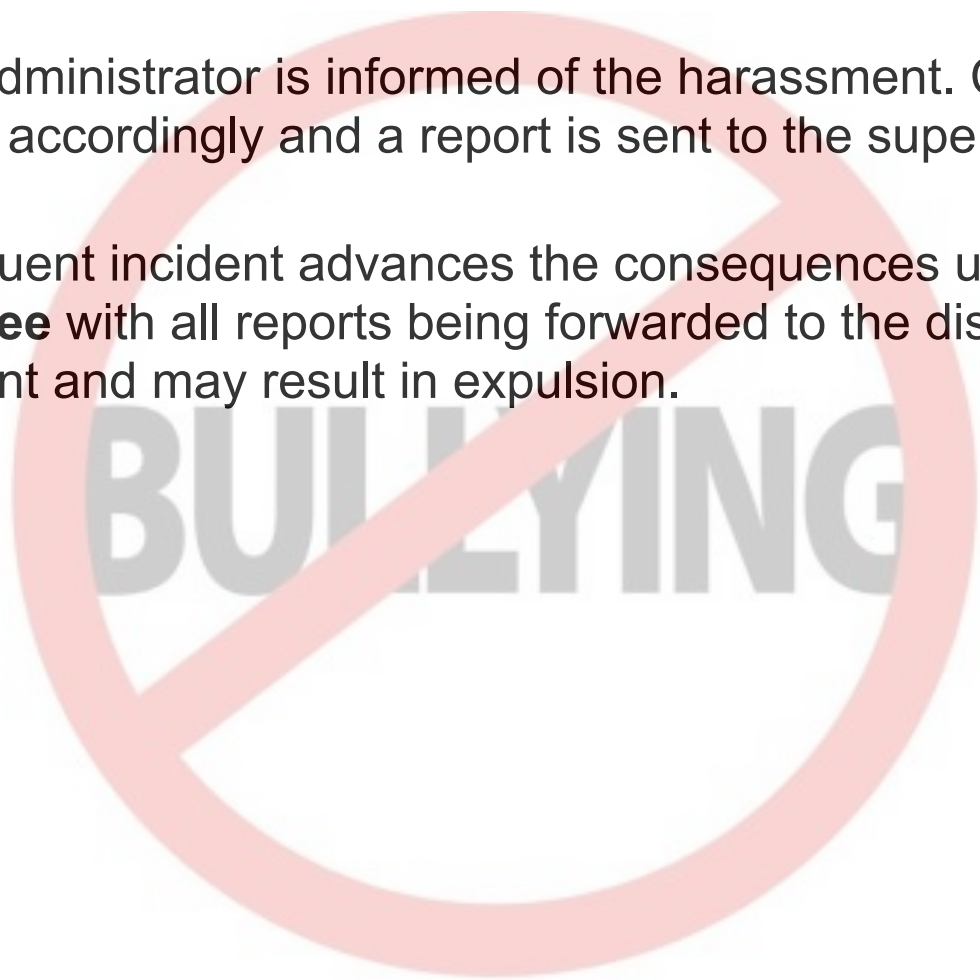 dministrator is informed of the harassment.
accordingly and a report is sent to the supe
uent incident advances the consequences u
ee with all reports being forwarded to the dis
nt and may result in expulsion.
BULLYING